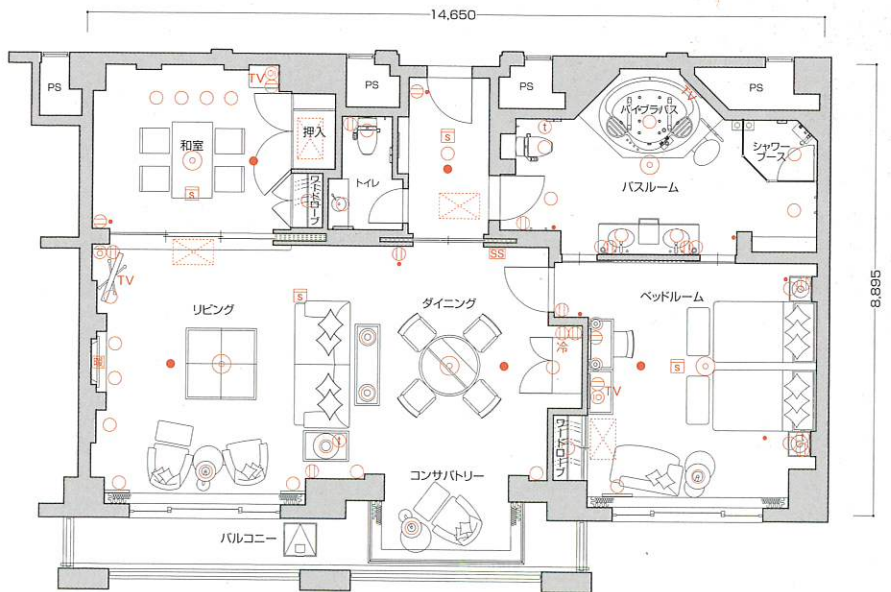 14,650
PS
TV
押入
PS
PS
TV
PS
和室
S
ワードローブ
トイレ
S
t
バイブラバス
シャワー
ブース
バスルーム
TV
リビング
S
SS
ダイニング
冷
ベッドルーム
S
TV
ワードローブ
t
コンサバトリー
バルコニー
8,895